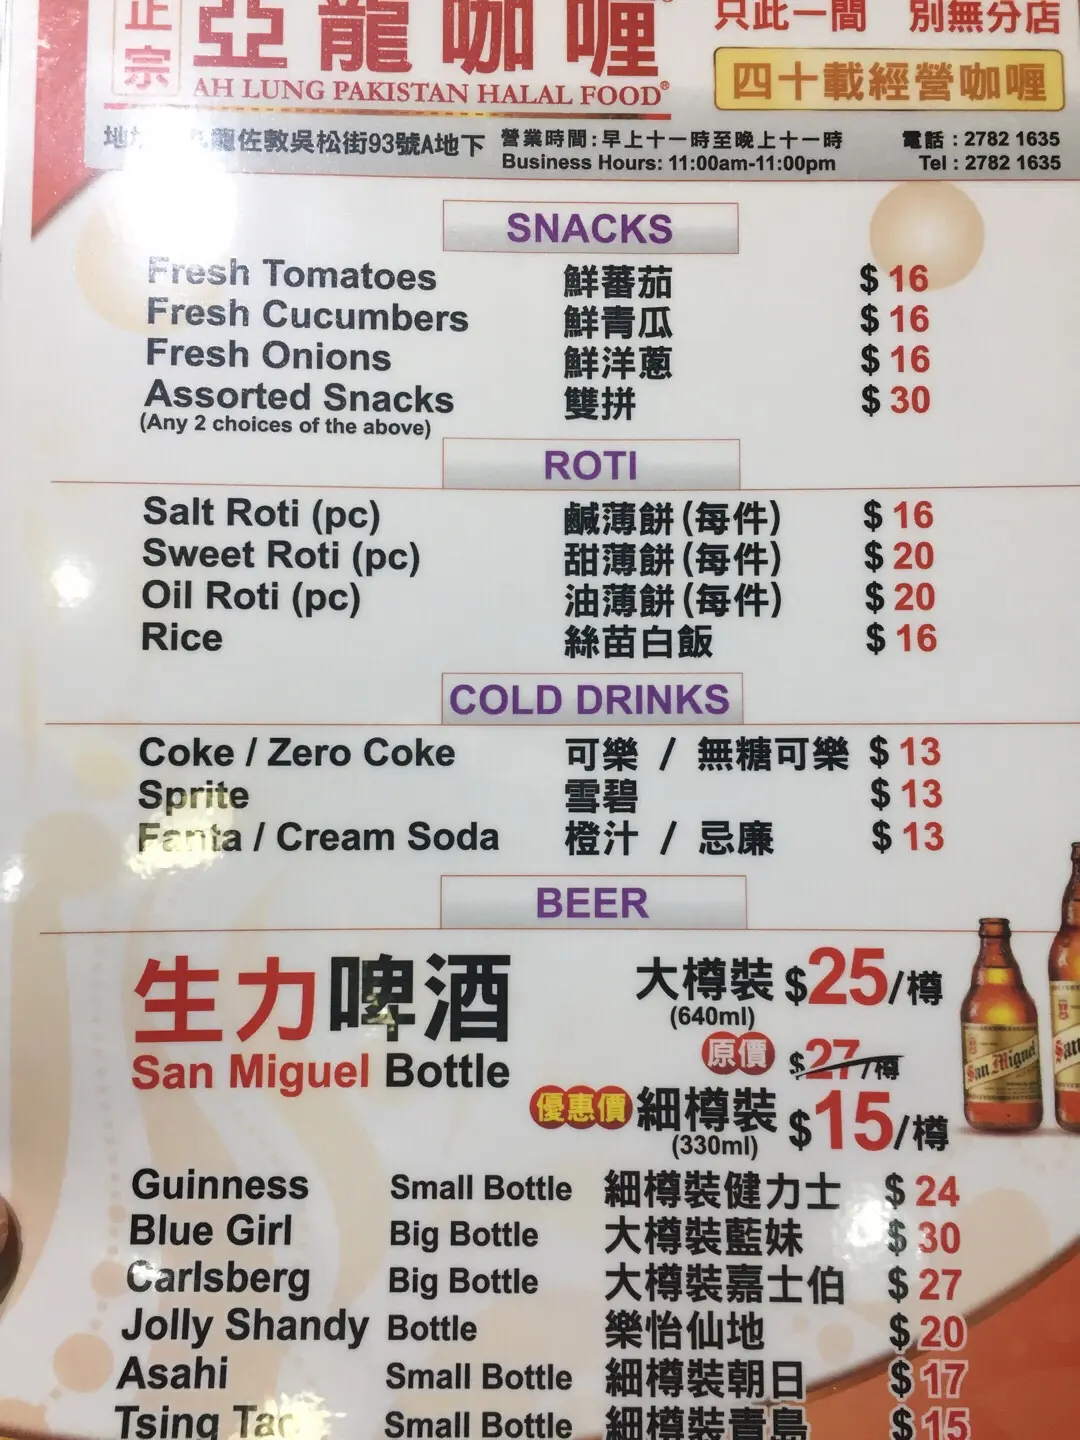 正宗
亞龍咖喱®
AH LUNG PAKISTAN HALAL FOOD®
只此一間 別無分店
四十載經營咖喱
龍佐敦吳松街93號A地下
營業時間:早上十一時至晚上十一時
Business Hours: 11:00am-11:00pm
電話 : 2782 1635
Tel : 2782 1635
SNACKS
Fresh Tomatoes 鮮蕃茄 $ 16
Fresh Cucumbers 鮮青瓜 $ 16
Fresh Onions 鮮洋蔥 $ 16
Assorted Snacks 雙拼 $ 30
(Any 2 choices of the above)
ROTI
Salt Roti (pc) 鹹薄餅(每件) $ 16
Sweet Roti (pc) 甜薄餅(每件) $ 20
Oil Roti (pc) 油薄餅(每件) $ 20
Rice 絲苗白飯 $ 16
COLD DRINKS
Coke / Zero Coke 可樂 / 無糖可樂 $ 13
Sprite 雪碧 $ 13
Fanta / Cream Soda 橙汁 / 忌廉 $ 13
BEER
生力啤酒
San Miguel Bottle
大樽裝 $25/樽
(640ml)
原價 $27/樽
優惠價 細樽裝 $15/樽
(330ml)
San Miguel
San
Guinness Small Bottle 細樽裝健力士 $ 24
Blue Girl Big Bottle 大樽裝藍妹 $ 30
Carlsberg Big Bottle 大樽裝嘉士伯 $ 27
Jolly Shandy Bottle 樂怡仙地 $ 20
Asahi Small Bottle 細樽裝朝日 $ 17
Tsing Tao Small Bottle 細樽裝青島 $ 15